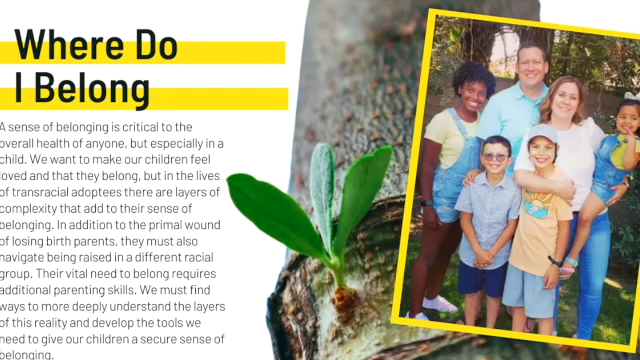 Where Do
I Belong
A sense of belonging is critical to the
overall health of anyone, but especially in a
child. We want to make our children feel
loved and that they belong, but in the lives
of transracial adoptees there are layers of
complexity that add to their sense of
belonging. In addition to the primal wound
of losing birth parents, they must also
navigate being raised in a different racial
group. Their vital need to belong requires
additional parenting skills. We must find
ways to more deeply understand the layers
of this reality and develop the tools we
need to give our children a secure sense of
belonging.